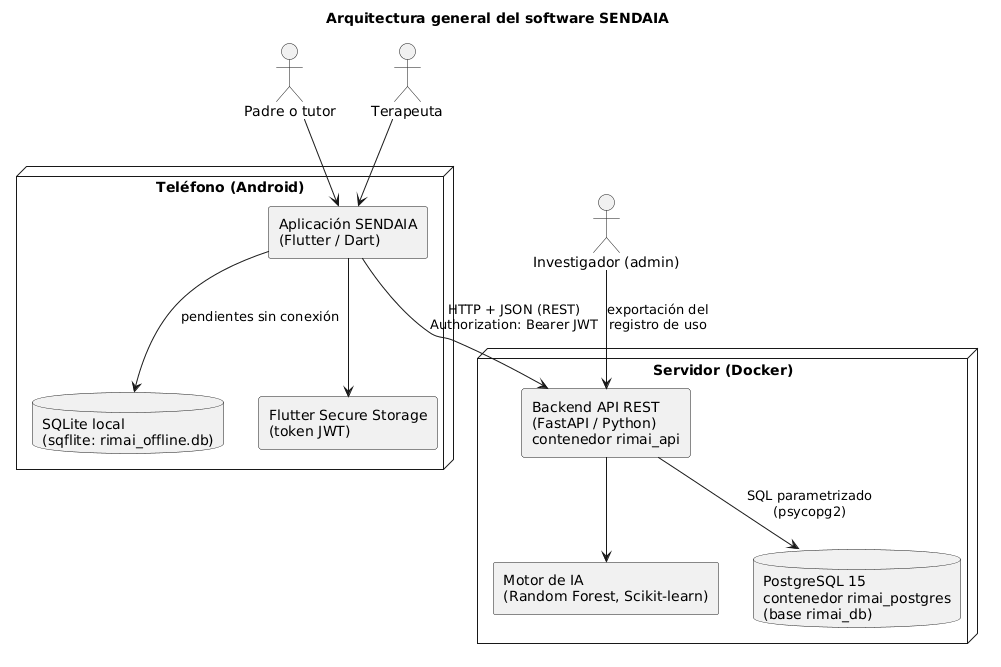 Arquitectura general del software SENDAIA
Padre o tutor
Terapeuta
Teléfono (Android)
Aplicación SENDAIA
(Flutter / Dart)
Investigador (admin)
pendientes sin conexión
HTTP + JSON (REST)
Authorization: Bearer JWT
exportación del
registro de uso
Servidor (Docker)
SQLite local
(sqflite: rimai_offline.db)
Flutter Secure Storage
(token JWT)
Backend API REST
(FastAPI / Python)
contenedor rimai_api
SQL parametrizado
(psycopg2)
Motor de IA
(Random Forest, Scikit-learn)
PostgreSQL 15
contenedor rimai_postgres
(base rimai_db)